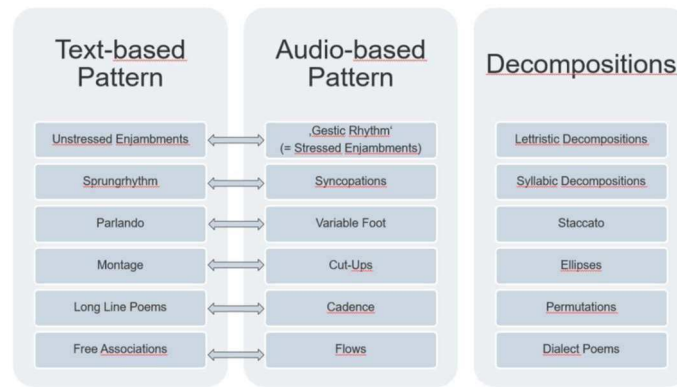 Text-based
Pattern
Unstressed Enjambments
Sprungrhythm
Parlando
Montage
Long Line Poems
Free Associations
Audio-based
Pattern
‚Gestic Rhythm‘
(= Stressed Enjambments)
Syncopations
Variable Foot
Cut-Ups
Cadence
Flows
Decompositions
Lettristic Decompositions
Syllabic Decompositions
Staccato
Ellipses
Permutations
Dialect Poems